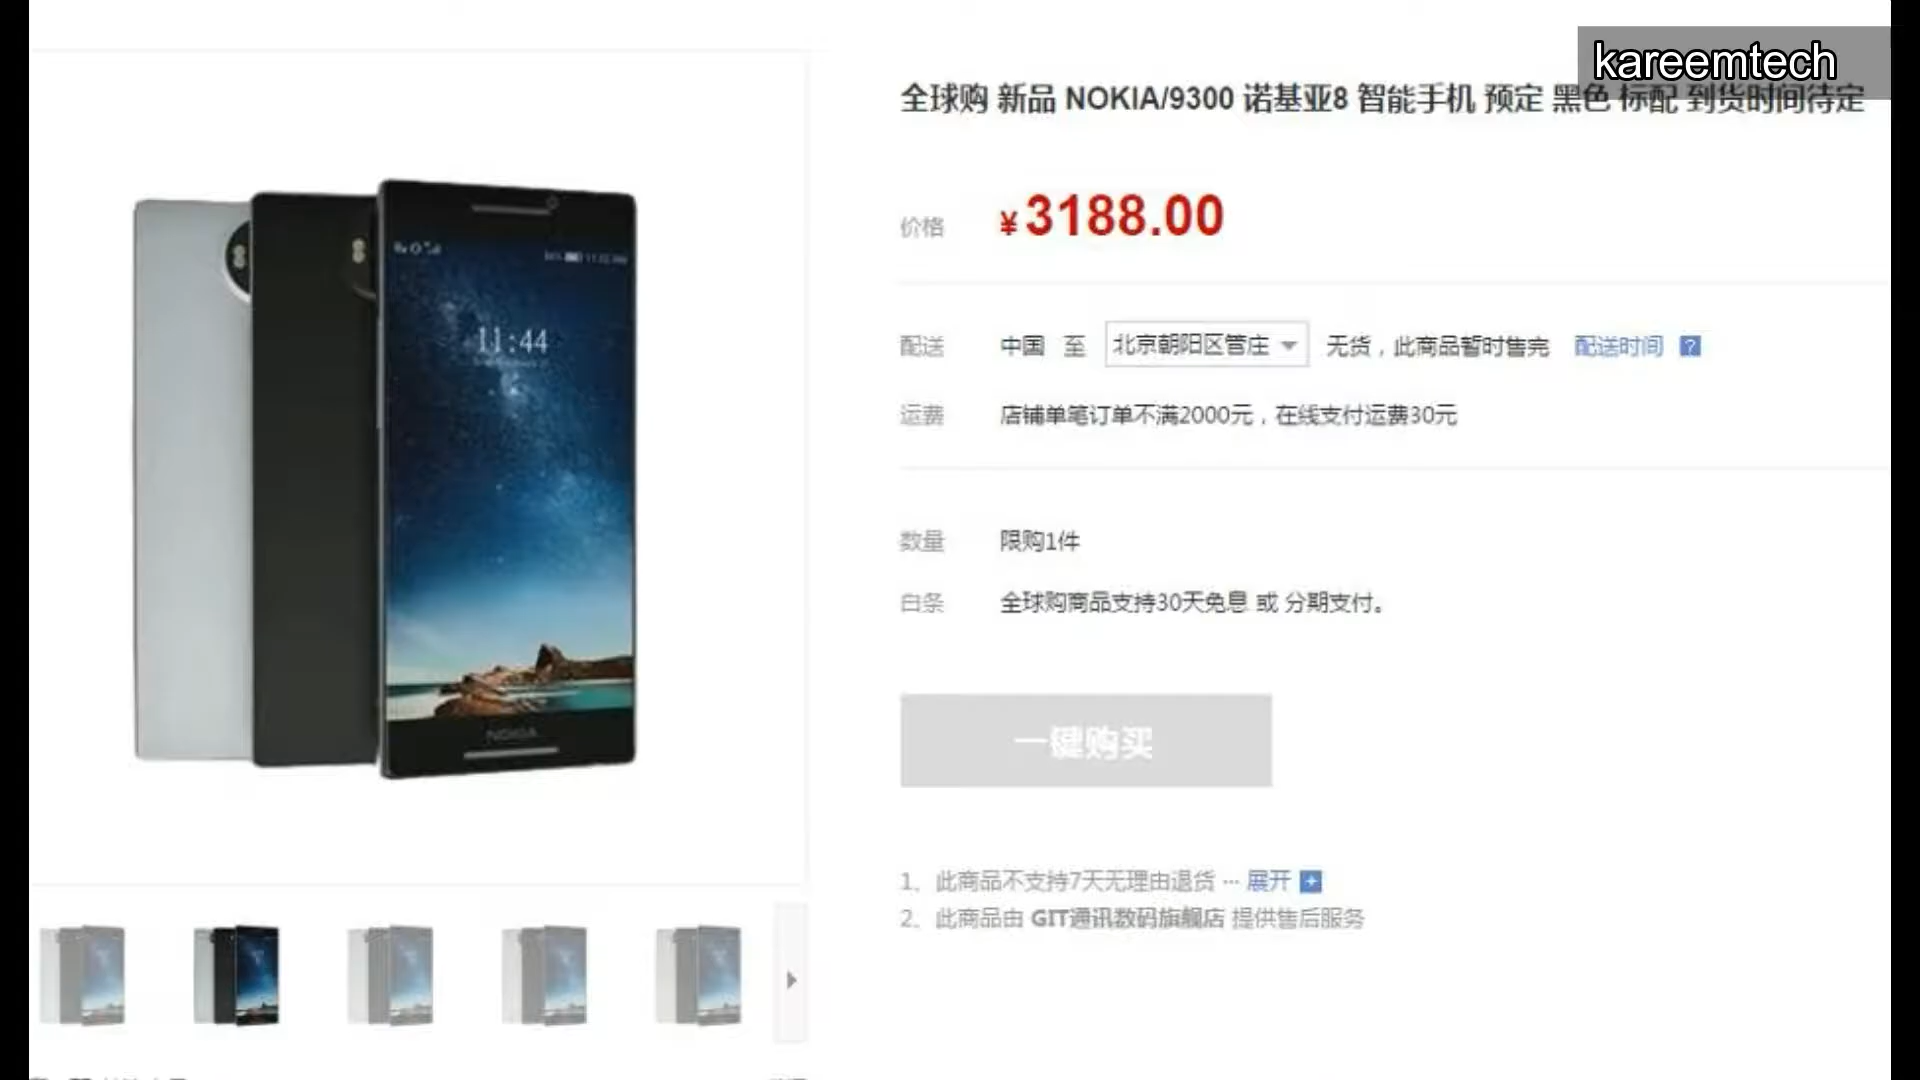 kareemtech
全球购 新品 NOKIA/9300 诺基亚8 智能手机 预定 黑色 标配 到货时间待定
价格 ¥3188.00
配送 中国 至 北京朝阳区管庄 无货，此商品暂时售完 配送时间 ?
运费 店铺单笔订单不满2000元，在线支付运费30元
数量 限购1件
白条 全球购商品支持30天免息 或 分期支付。
一键购买
1、此商品不支持7天无理由退货 ··· 展开 +
2、此商品由 GIT通讯数码旗舰店 提供售后服务
11:44
NOKIA